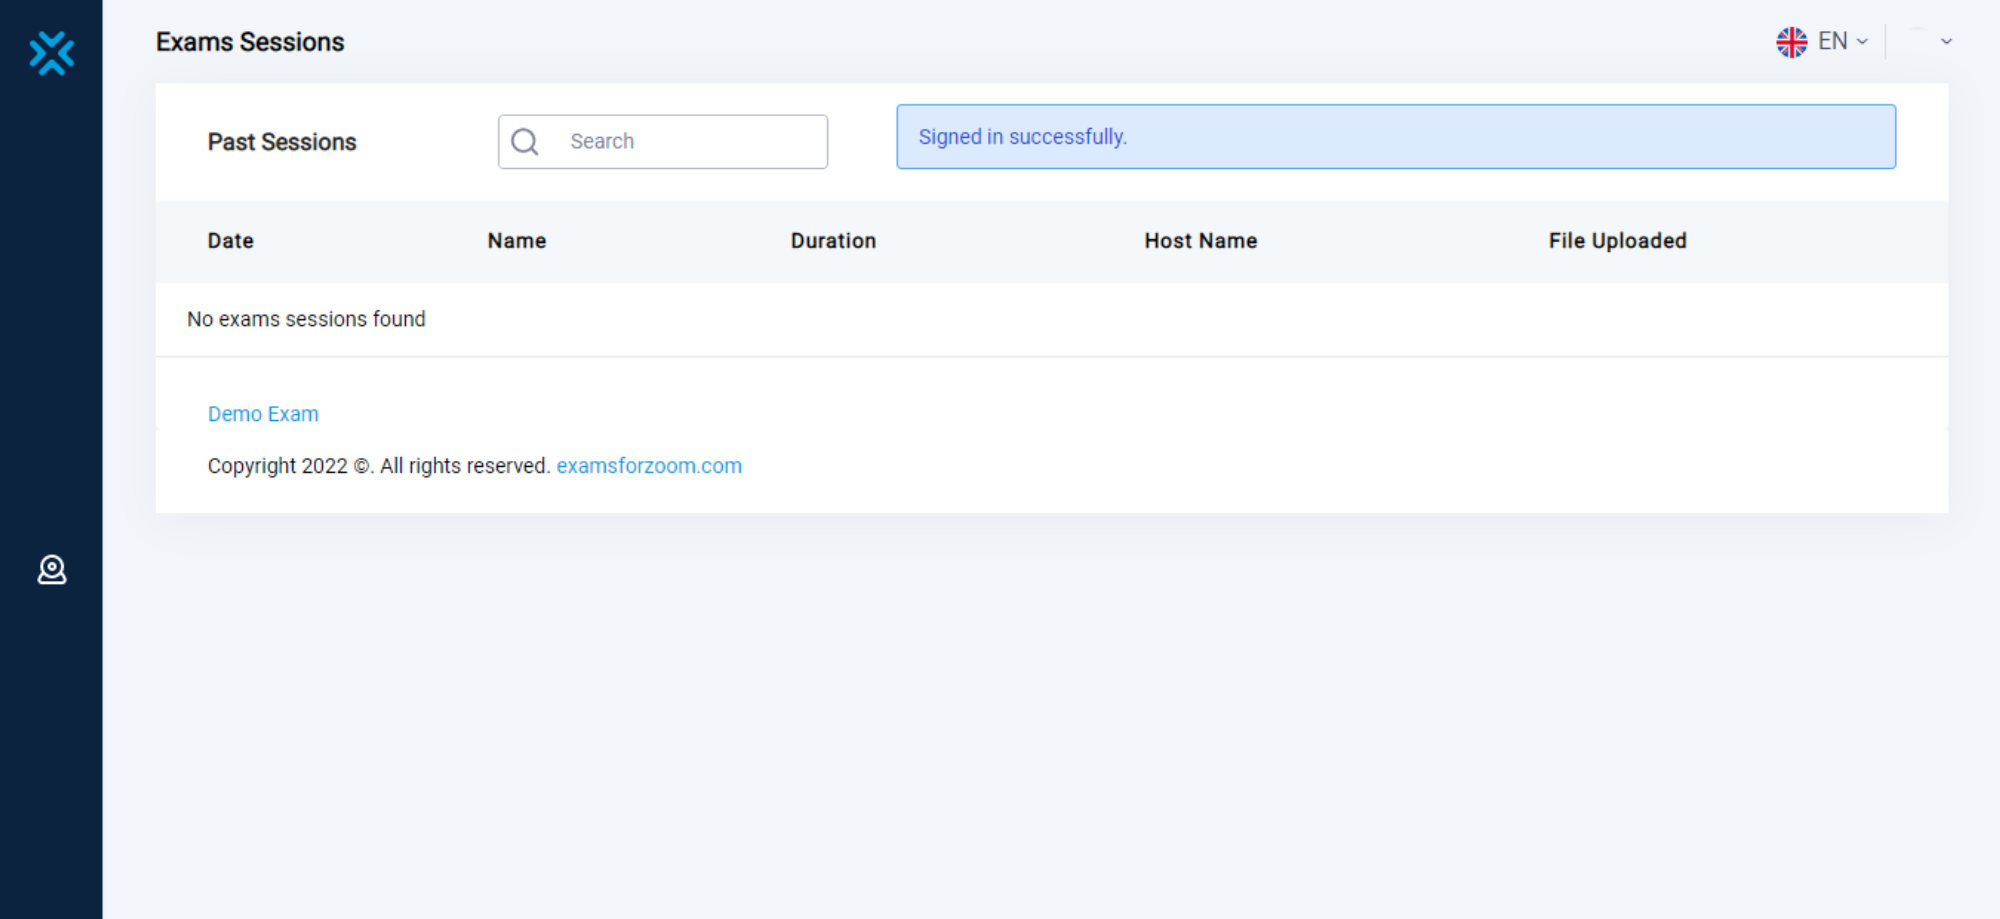 Exams Sessions
EN
Past Sessions
Search
Signed in successfully.
Date Name Duration Host Name File Uploaded
No exams sessions found
Demo Exam
Copyright 2022 ©. All rights reserved. examsforzoom.com